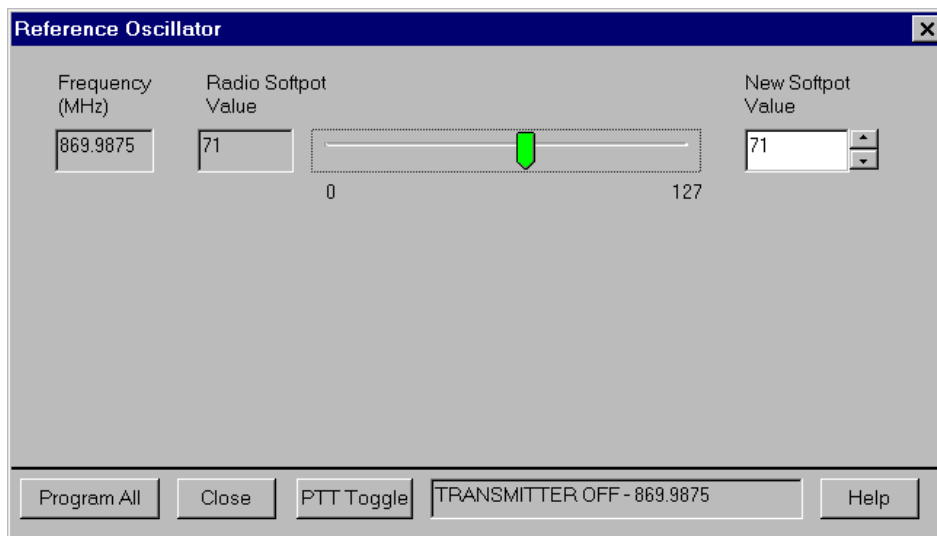 Reference Oscillator
Frequency (MHz)
Radio Softpot Value
New Softpot Value
869.9875
71
71
0
127
Program All
Close
PTT Toggle
TRANSMITTER OFF - 869.9875
Help